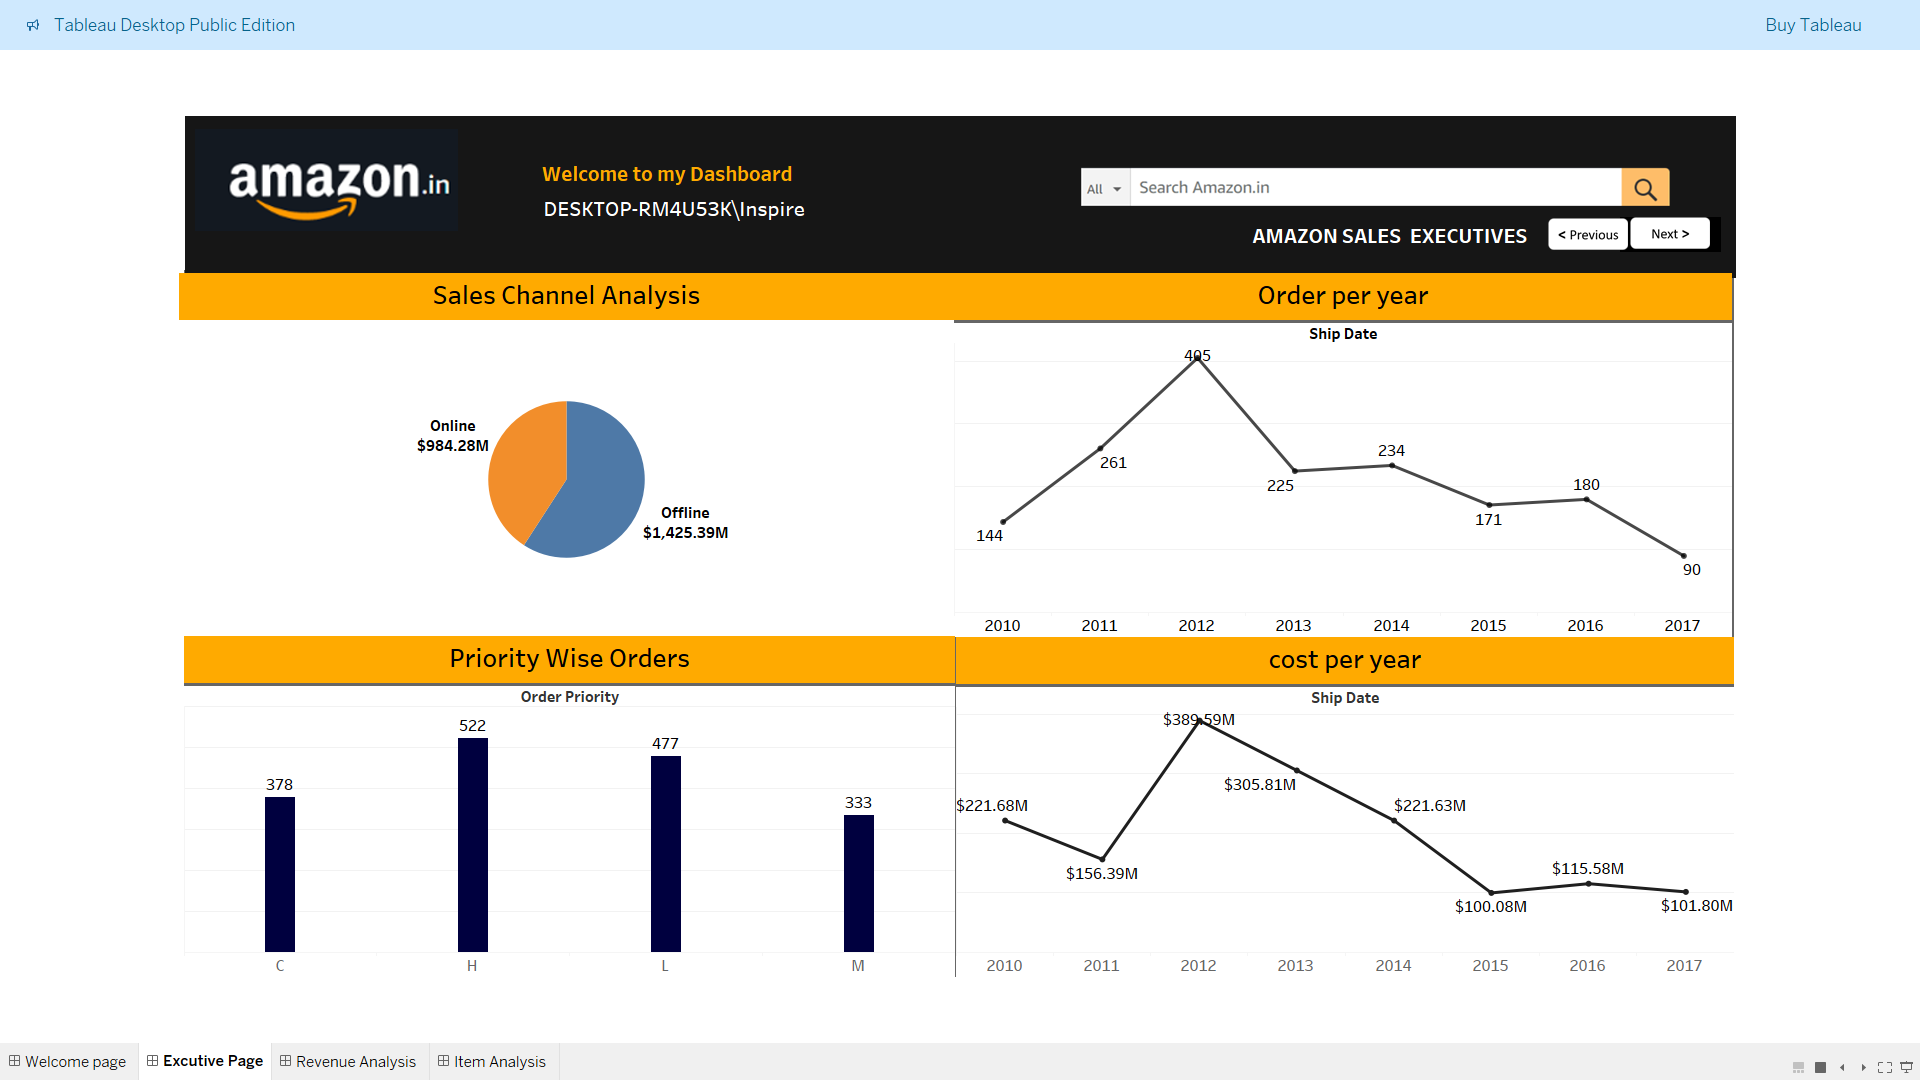 Tableau Desktop Public Edition
Buy Tableau
amazon.in
Welcome to my Dashboard
DESKTOP-RM4U53K\Inspire
All
Search Amazon.in
AMAZON SALES EXECUTIVES
< Previous
Next >
Sales Channel Analysis
Online
$984.28M
Offline
$1,425.39M
Order per year
Ship Date
405
261
234
225
180
171
144
90
2010 2011 2012 2013 2014 2015 2016 2017
Priority Wise Orders
Order Priority
522
477
378
333
C H L M
cost per year
Ship Date
$389.59M
$305.81M
$221.68M
$221.63M
$156.39M
$115.58M
$100.08M
$101.80M
2010 2011 2012 2013 2014 2015 2016 2017
Welcome page
Excutive Page
Revenue Analysis
Item Analysis